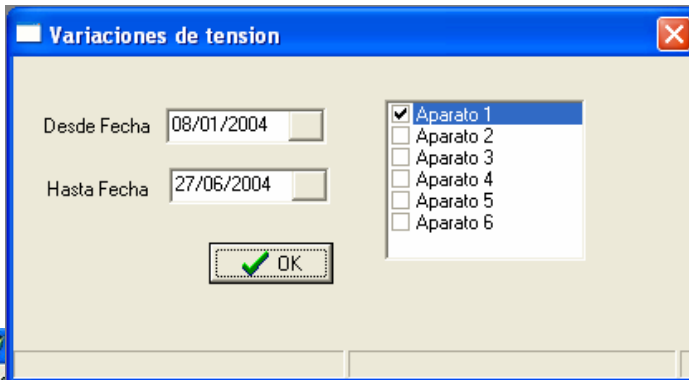 Variaciones de tension
Desde Fecha 08/01/2004
Hasta Fecha 27/06/2004
OK
Aparato 1
Aparato 2
Aparato 3
Aparato 4
Aparato 5
Aparato 6